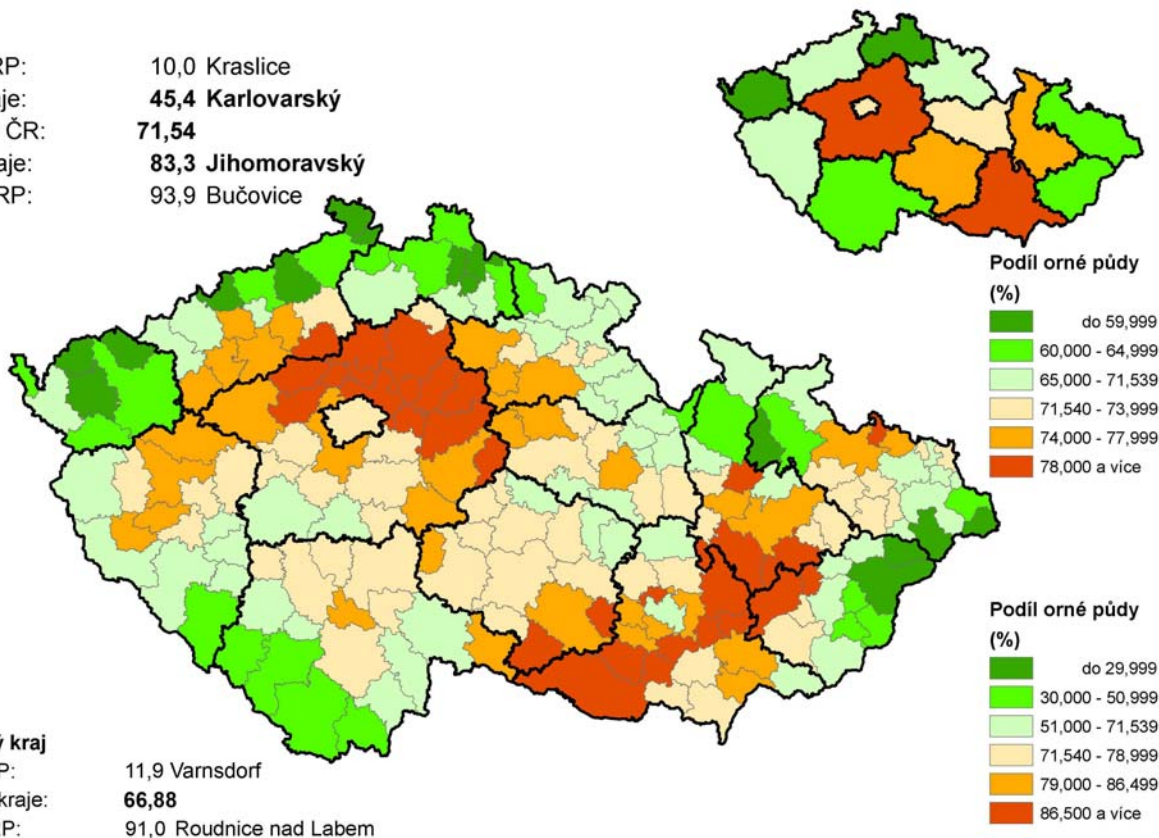 RP: 10,0 Kraslice
aje: 45,4 Karlovarský
ČR: 71,54
aje: 83,3 Jihomoravský
RP: 93,9 Bučovice
Podíl orné půdy
(%)
do 59,999
60,000 - 64,999
65,000 - 71,539
71,540 - 73,999
74,000 - 77,999
78,000 a více
Podíl orné půdy
(%)
do 29,999
30,000 - 50,999
51,000 - 71,539
71,540 - 78,999
79,000 - 86,499
86,500 a více
ý kraj
P: 11,9 Varnsdorf
kraje: 66,88
RP: 91,0 Roudnice nad Labem